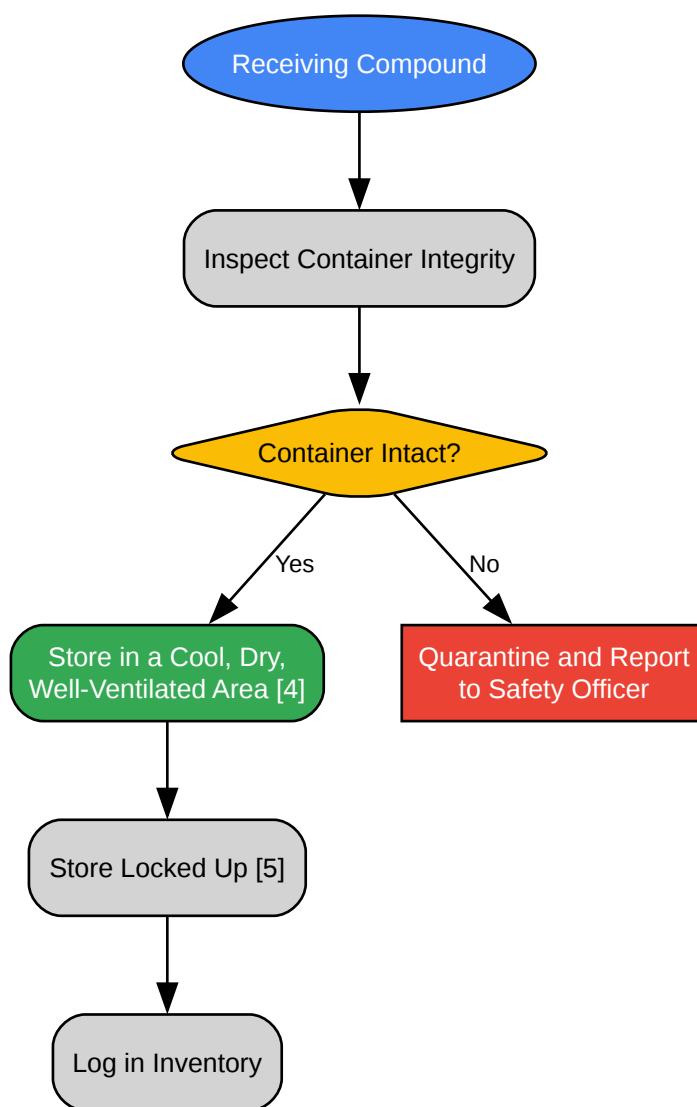 Receiving Compound
Inspect Container Integrity
Container Intact?
Yes
No
Store in a Cool, Dry,
Well-Ventilated Area [4]
Quarantine and Report
to Safety Officer
Store Locked Up [5]
Log in Inventory